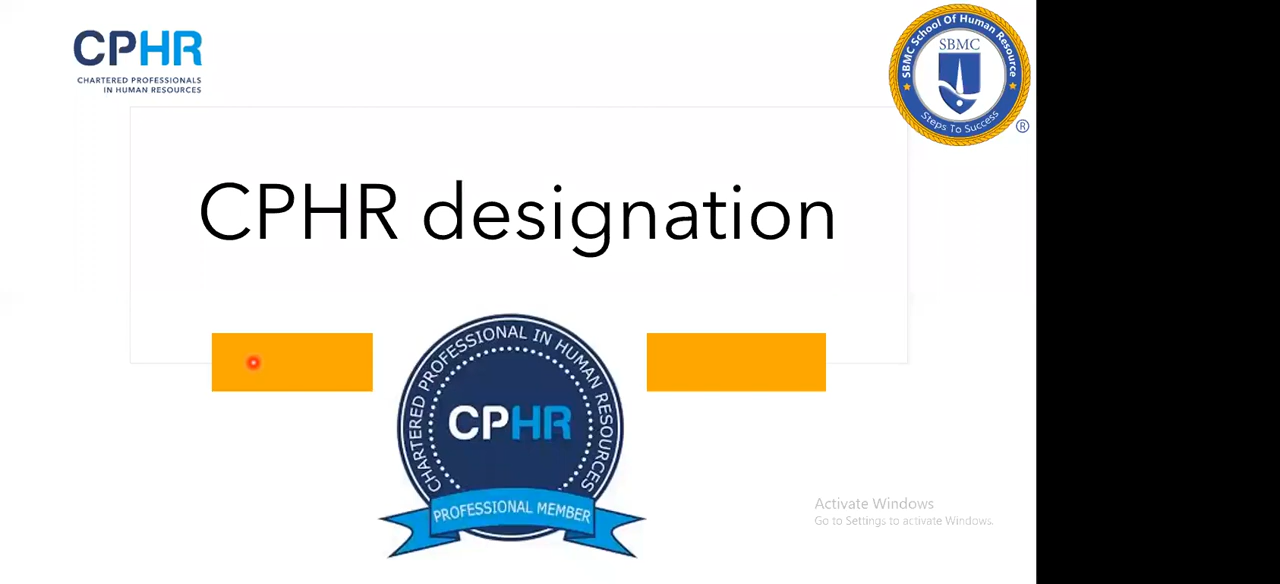 CPHR
CHARTERED PROFESSIONALS
IN HUMAN RESOURCES
SBMC School Of Human Resource
SBMC
Steps To Success
®
CPHR designation
CHARTERED PROFESSIONAL IN HUMAN RESOURCES
CPHR
PROFESSIONAL MEMBER
Activate Windows
Go to Settings to activate Windows.